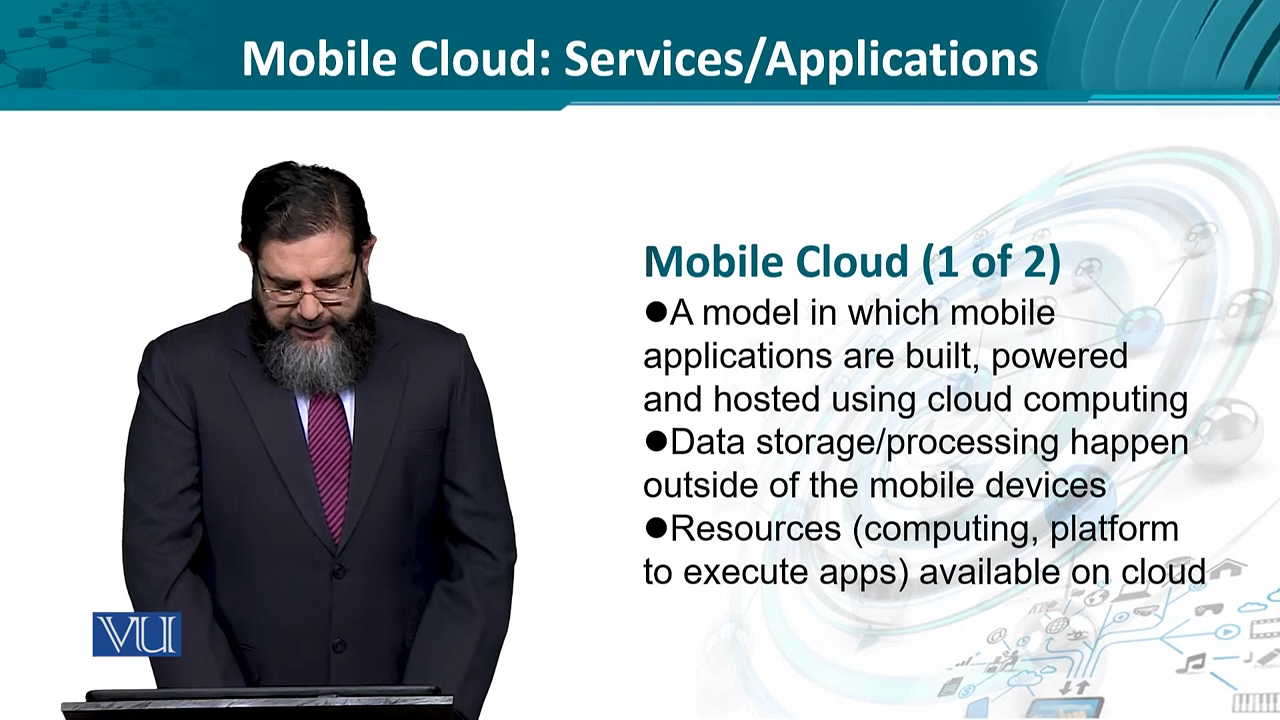 Mobile Cloud: Services/Applications
Mobile Cloud (1 of 2)
●A model in which mobile
applications are built, powered
and hosted using cloud computing
●Data storage/processing happen
outside of the mobile devices
●Resources (computing, platform
to execute apps) available on cloud
VU